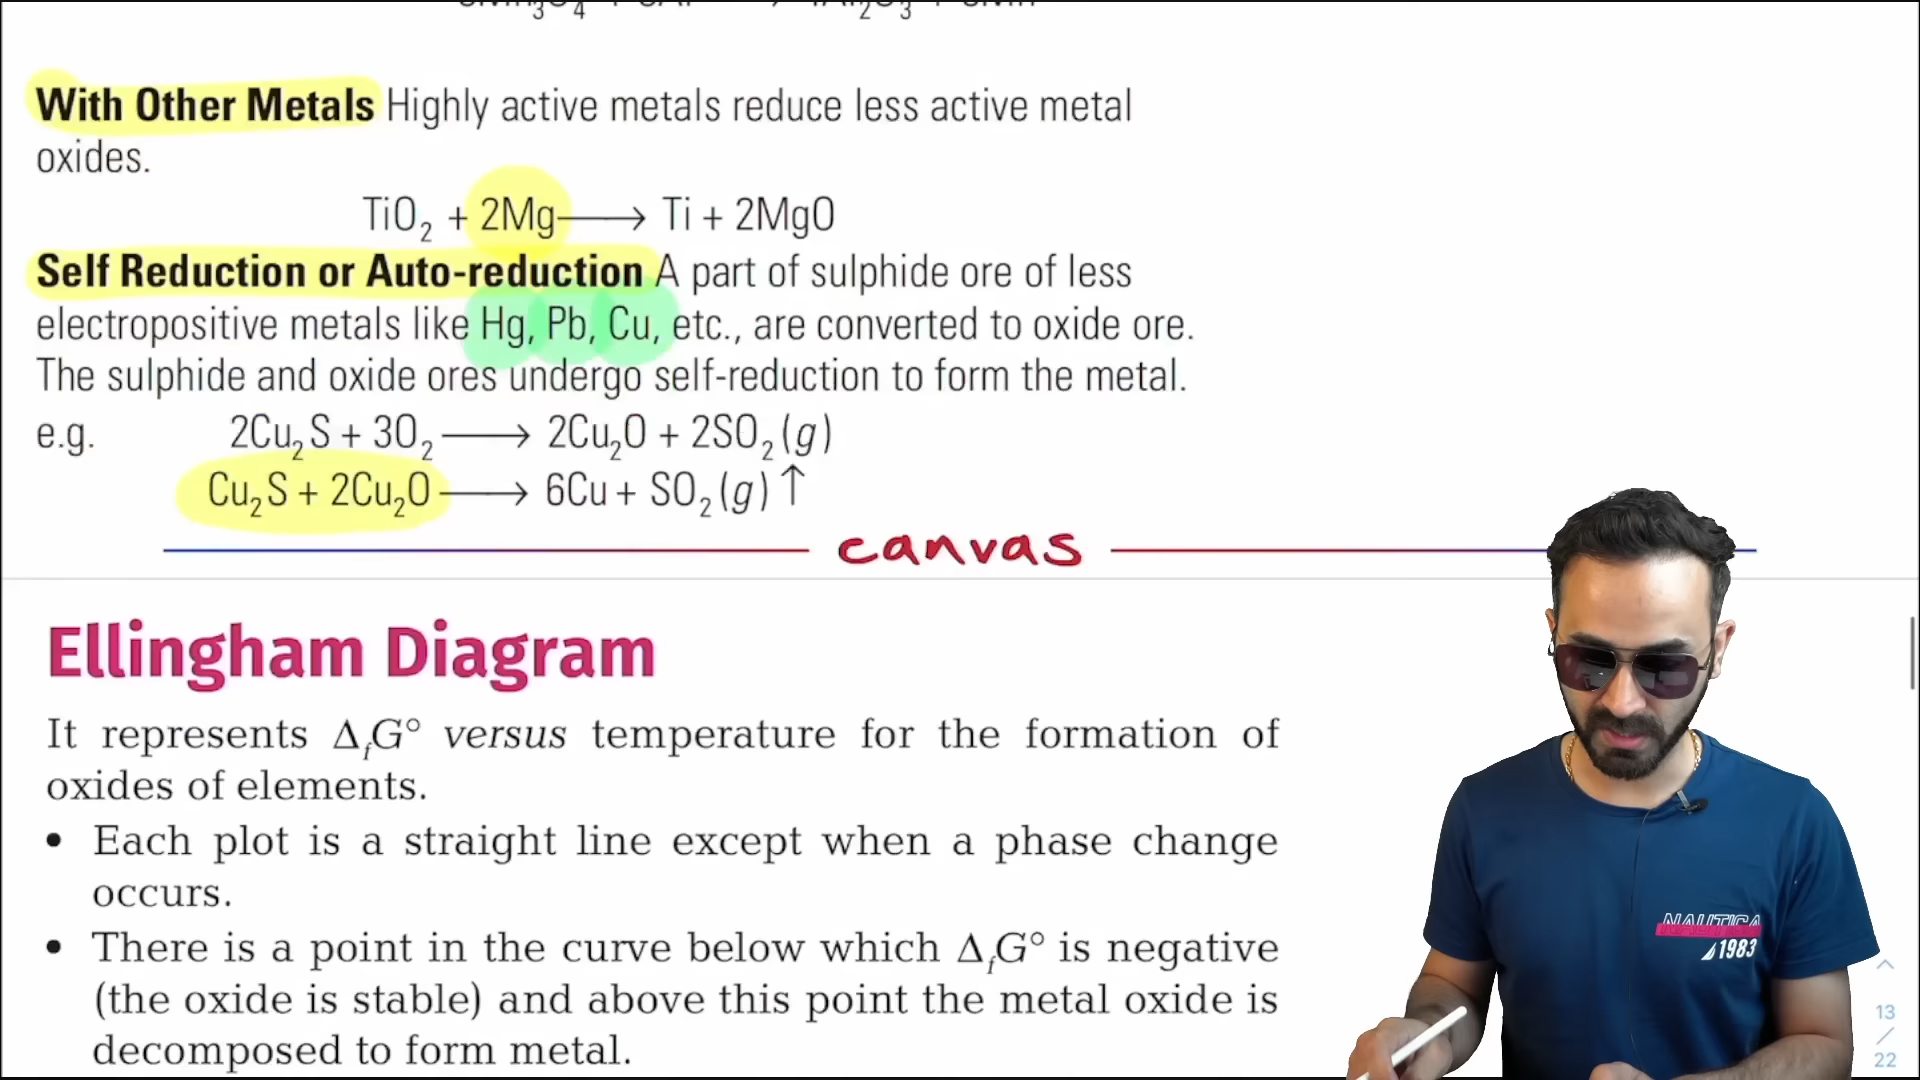 With Other Metals Highly active metals reduce less active metal
oxides.
TiO₂ + 2Mg ⟶ Ti + 2MgO
Self Reduction or Auto-reduction A part of sulphide ore of less
electropositive metals like Hg, Pb, Cu, etc., are converted to oxide ore.
The sulphide and oxide ores undergo self-reduction to form the metal.
e.g. 2Cu₂S + 3O₂ ⟶ 2Cu₂O + 2SO₂(g)
Cu₂S + 2Cu₂O ⟶ 6Cu + SO₂(g)↑
canvas
Ellingham Diagram
It represents Δ_fG° versus temperature for the formation of
oxides of elements.
• Each plot is a straight line except when a phase change
occurs.
• There is a point in the curve below which Δ_fG° is negative
(the oxide is stable) and above this point the metal oxide is
decomposed to form metal.
NAUTICA
1983
13
/
22